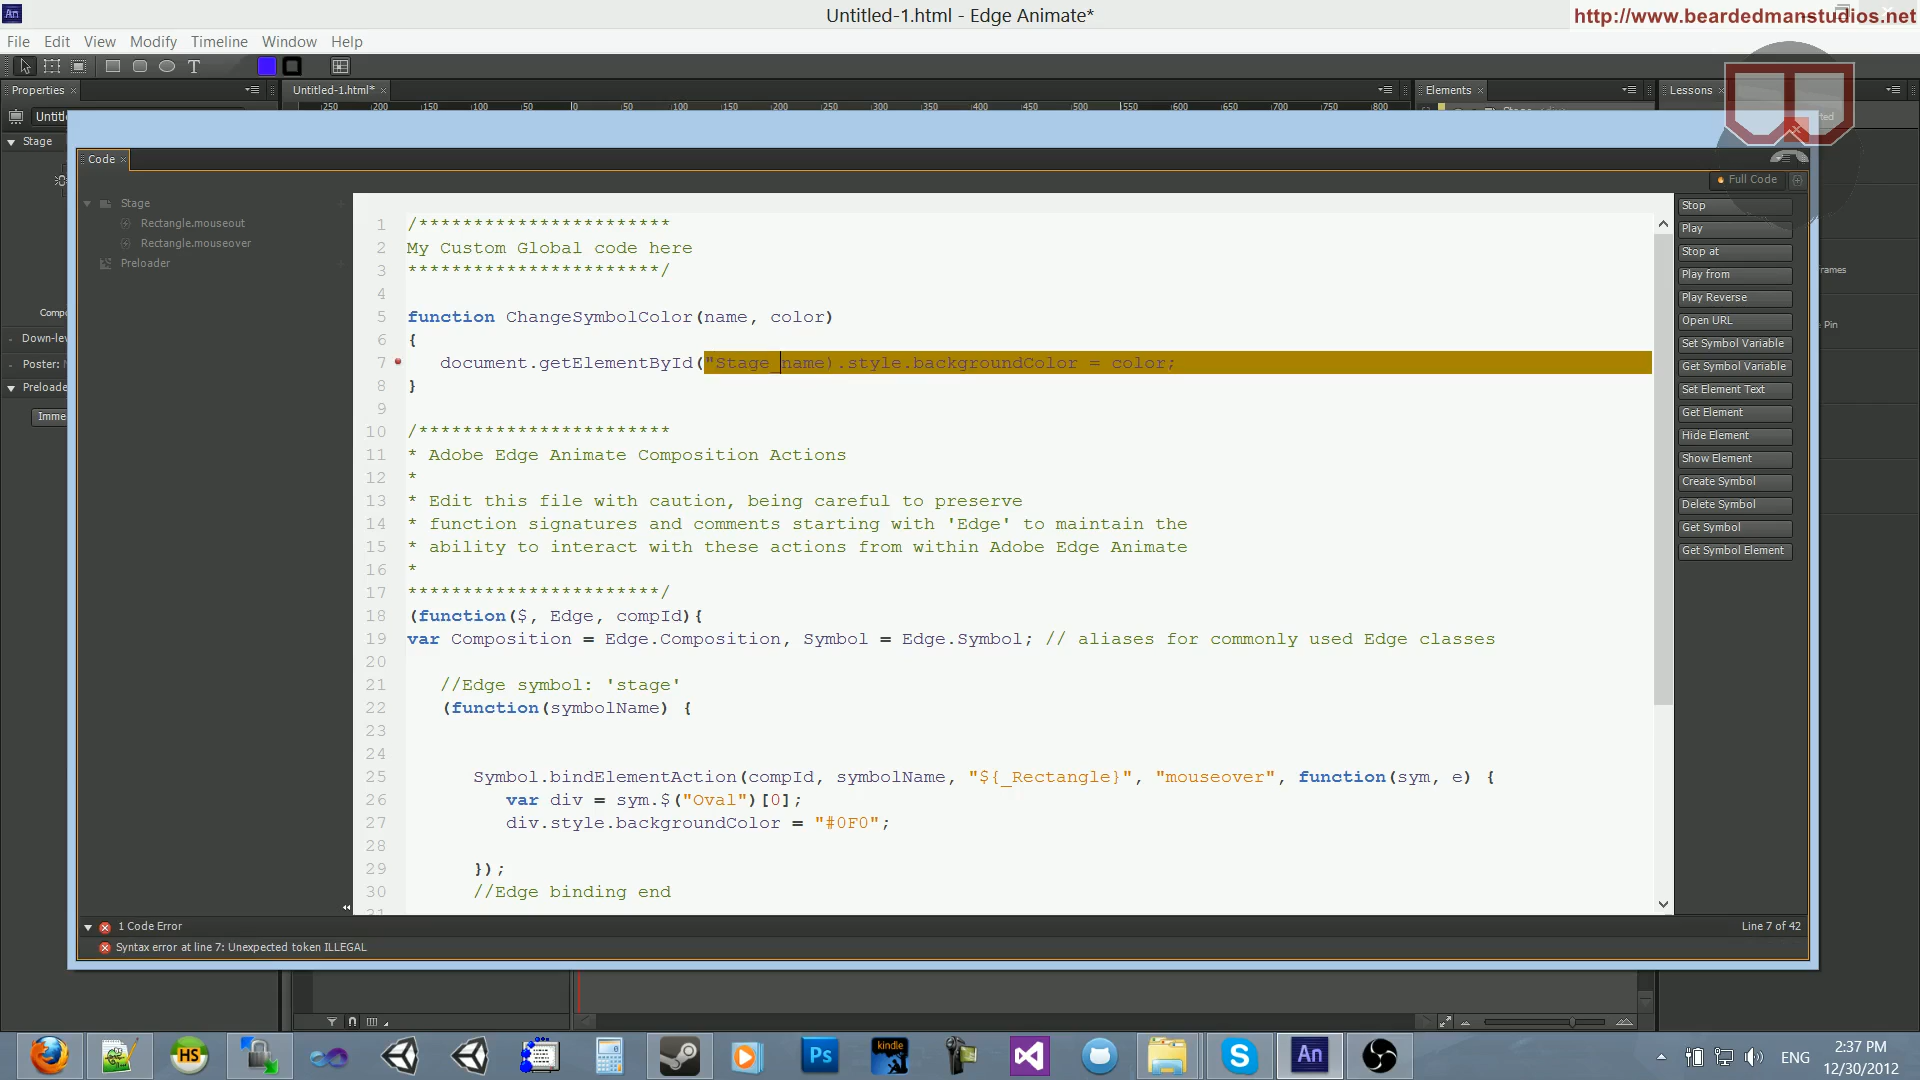 An
Untitled-1.html - Edge Animate*
http://www.beardedmanstudios.net
File Edit View Modify Timeline Window Help
T
Properties
Untitled-1.html*
Elements
Lessons
Stage
Code
Full Code
Stage
Rectangle.mouseout
Rectangle.mouseover
Preloader
1 /***********************
2 My Custom Global code here
3 ***********************/
4
5 function ChangeSymbolColor(name, color)
6 {
7 document.getElementById("Stage_name).style.backgroundColor = color;
8 }
9
10 /***********************
11 * Adobe Edge Animate Composition Actions
12 *
13 * Edit this file with caution, being careful to preserve
14 * function signatures and comments starting with 'Edge' to maintain the
15 * ability to interact with these actions from within Adobe Edge Animate
16 *
17 ***********************/
18 (function($, Edge, compId){
19 var Composition = Edge.Composition, Symbol = Edge.Symbol; // aliases for commonly used Edge classes
20
21 //Edge symbol: 'stage'
22 (function(symbolName) {
23
24
25 Symbol.bindElementAction(compId, symbolName, "${_Rectangle}", "mouseover", function(sym, e) {
26 var div = sym.$("Oval")[0];
27 div.style.backgroundColor = "#0F0";
28
29 });
30 //Edge binding end
Stop
Play
Stop at
Play from
Play Reverse
Open URL
Set Symbol Variable
Get Symbol Variable
Set Element Text
Get Element
Hide Element
Show Element
Create Symbol
Delete Symbol
Get Symbol
Get Symbol Element
1 Code Error
Line 7 of 42
Syntax error at line 7: Unexpected token ILLEGAL
HS
Ps
kindle
An
ENG
2:37 PM
12/30/2012